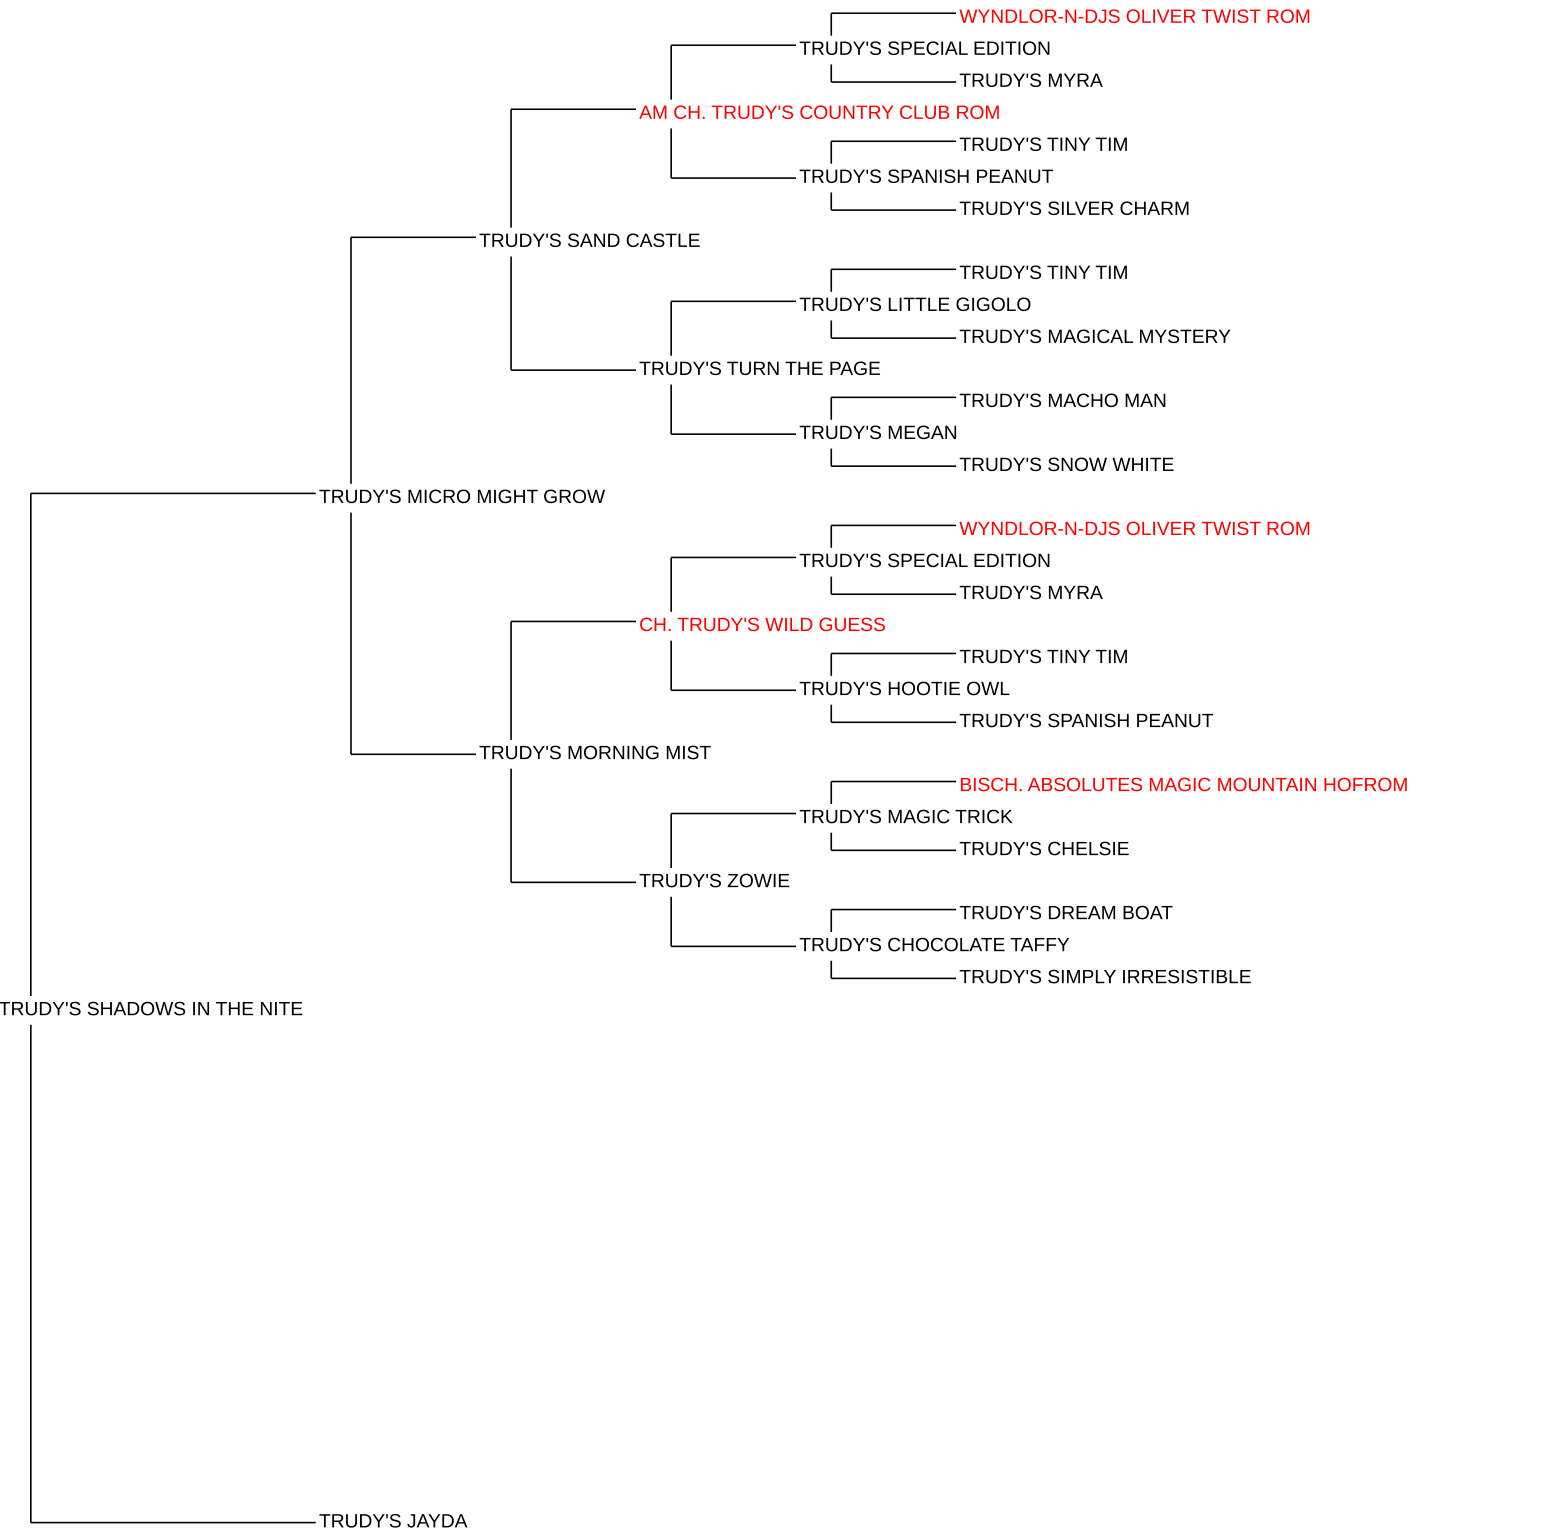 WYNDLOR-N-DJS OLIVER TWIST ROM
TRUDY'S SPECIAL EDITION
TRUDY'S MYRA
AM CH. TRUDY'S COUNTRY CLUB ROM
TRUDY'S TINY TIM
TRUDY'S SPANISH PEANUT
TRUDY'S SILVER CHARM
TRUDY'S SAND CASTLE
TRUDY'S TINY TIM
TRUDY'S LITTLE GIGOLO
TRUDY'S MAGICAL MYSTERY
TRUDY'S TURN THE PAGE
TRUDY'S MACHO MAN
TRUDY'S MEGAN
TRUDY'S SNOW WHITE
TRUDY'S MICRO MIGHT GROW
WYNDLOR-N-DJS OLIVER TWIST ROM
TRUDY'S SPECIAL EDITION
TRUDY'S MYRA
CH. TRUDY'S WILD GUESS
TRUDY'S TINY TIM
TRUDY'S HOOTIE OWL
TRUDY'S SPANISH PEANUT
TRUDY'S MORNING MIST
BISCH. ABSOLUTES MAGIC MOUNTAIN HOFROM
TRUDY'S MAGIC TRICK
TRUDY'S CHELSIE
TRUDY'S ZOWIE
TRUDY'S DREAM BOAT
TRUDY'S CHOCOLATE TAFFY
TRUDY'S SIMPLY IRRESISTIBLE
TRUDY'S SHADOWS IN THE NITE
TRUDY'S JAYDA